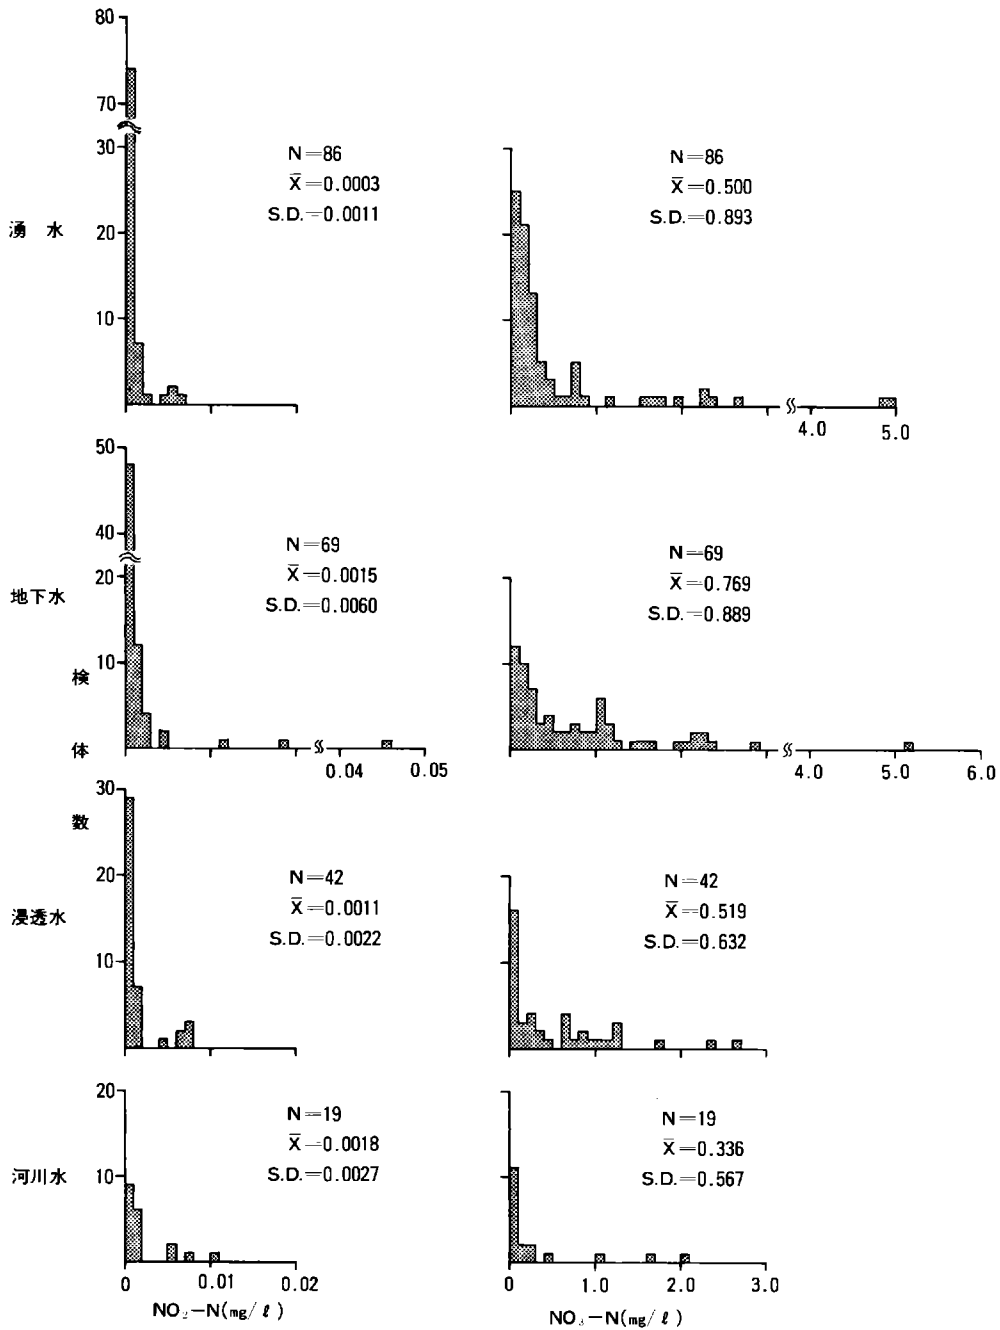 80
70
30
20
10
湧 水
N=86
X̄=0.0003
S.D.=0.0011
N=86
X̄=0.500
S.D.=0.893
4.0 5.0
50
40
20
10
地下水
N=69
X̄=0.0015
S.D.=0.0060
0.04 0.05
N=69
X̄=0.769
S.D.=0.889
4.0 5.0 6.0
検
体
数
30
20
10
浸透水
N=42
X̄=0.0011
S.D.=0.0022
N=42
X̄=0.519
S.D.=0.632
20
10
河川水
N=19
X̄=0.0018
S.D.=0.0027
N=19
X̄=0.336
S.D.=0.567
0 0.01 0.02
NO₂-N(mg/ℓ)
0 1.0 2.0 3.0
NO₃-N(mg/ℓ)